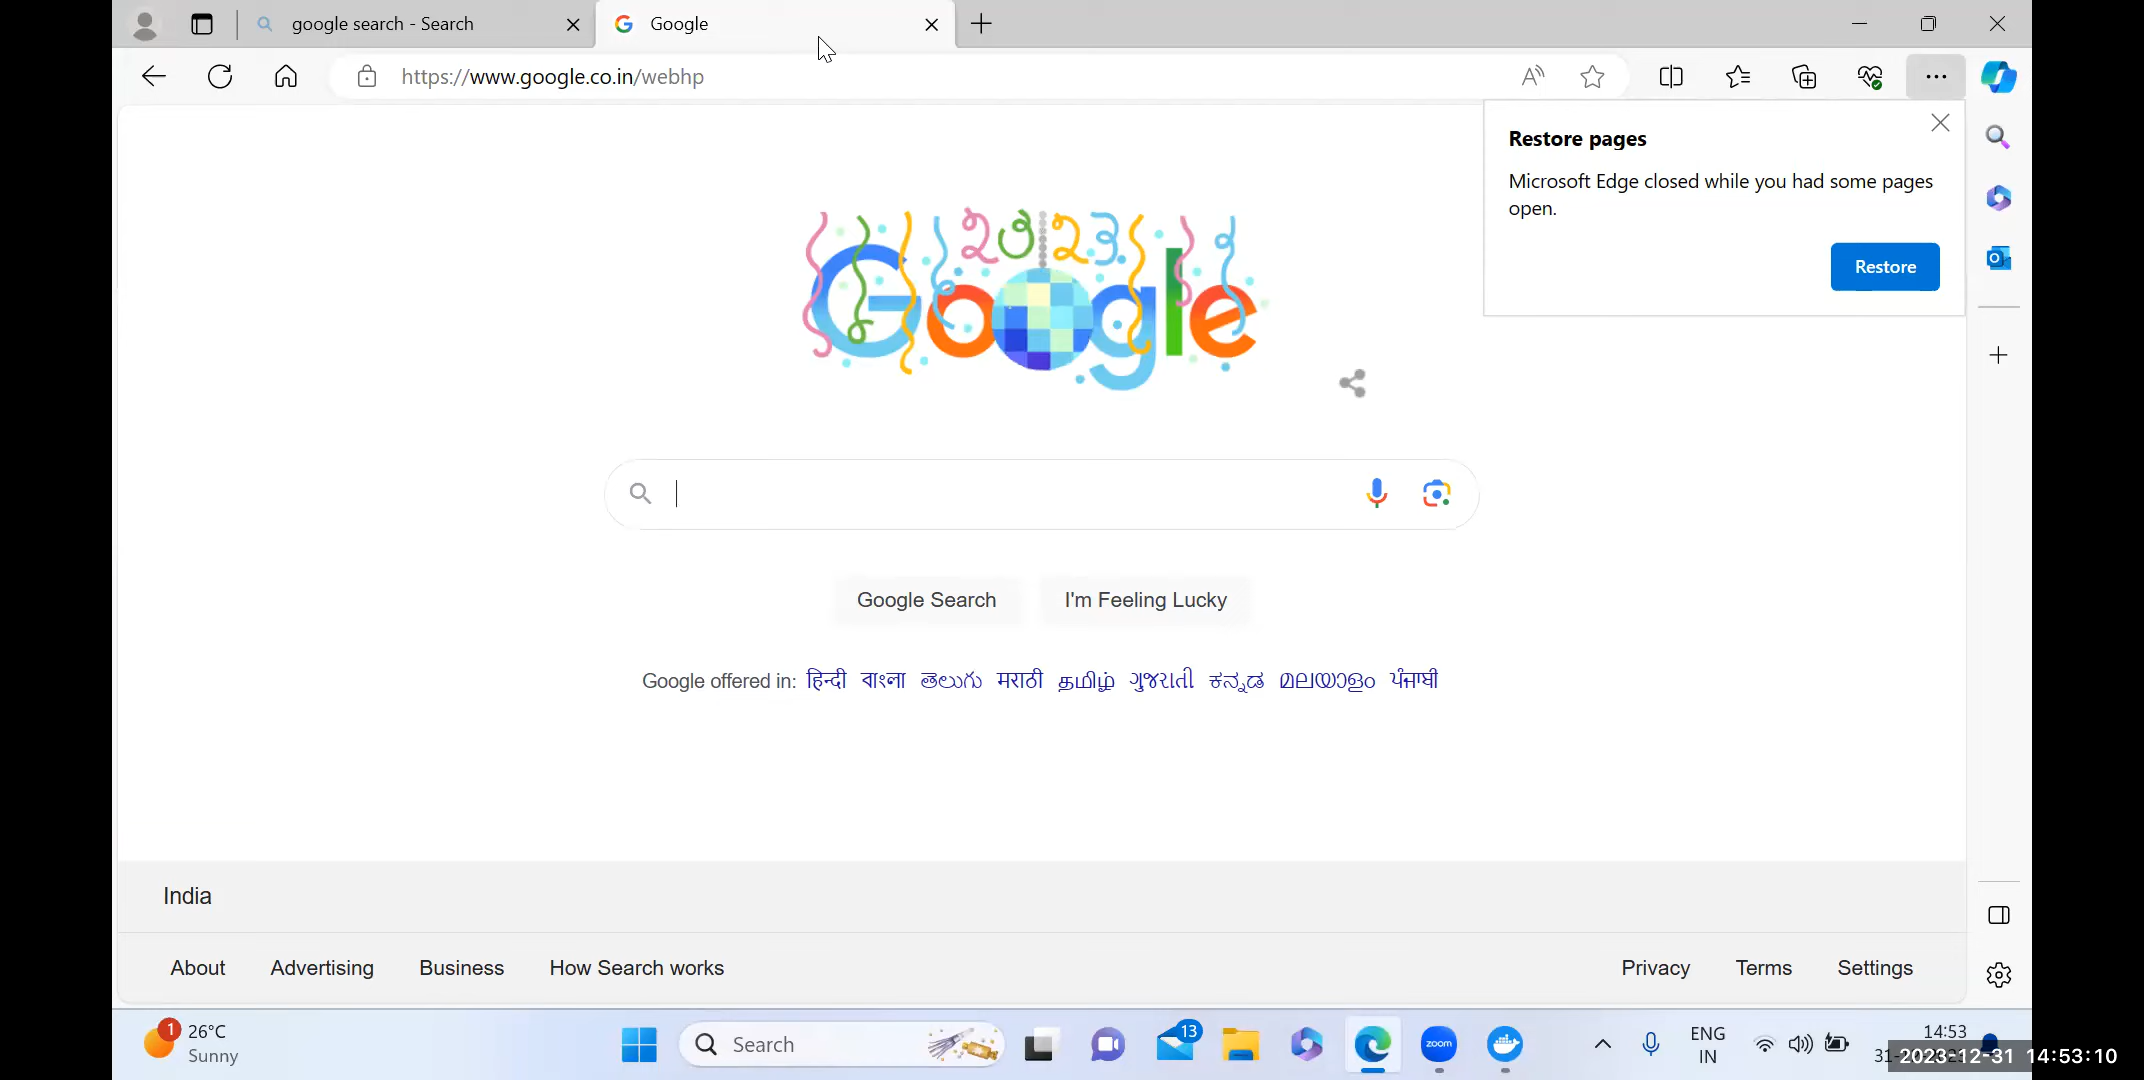 google search - Search
Google
https://www.google.co.in/webhp
Restore pages
Microsoft Edge closed while you had some pages
open.
Restore
Google
Google Search
I'm Feeling Lucky
Google offered in: हिन्दी বাংলা తెలుగు मराठी தமிழ் ગુજરાતી ಕನ್ನಡ മലയാളം ਪੰਜਾਬੀ
India
About Advertising Business How Search works
Privacy Terms Settings
1
26°C
Sunny
Search
13
zoom
ENG
IN
14:53
2023-12-31 14:53:10